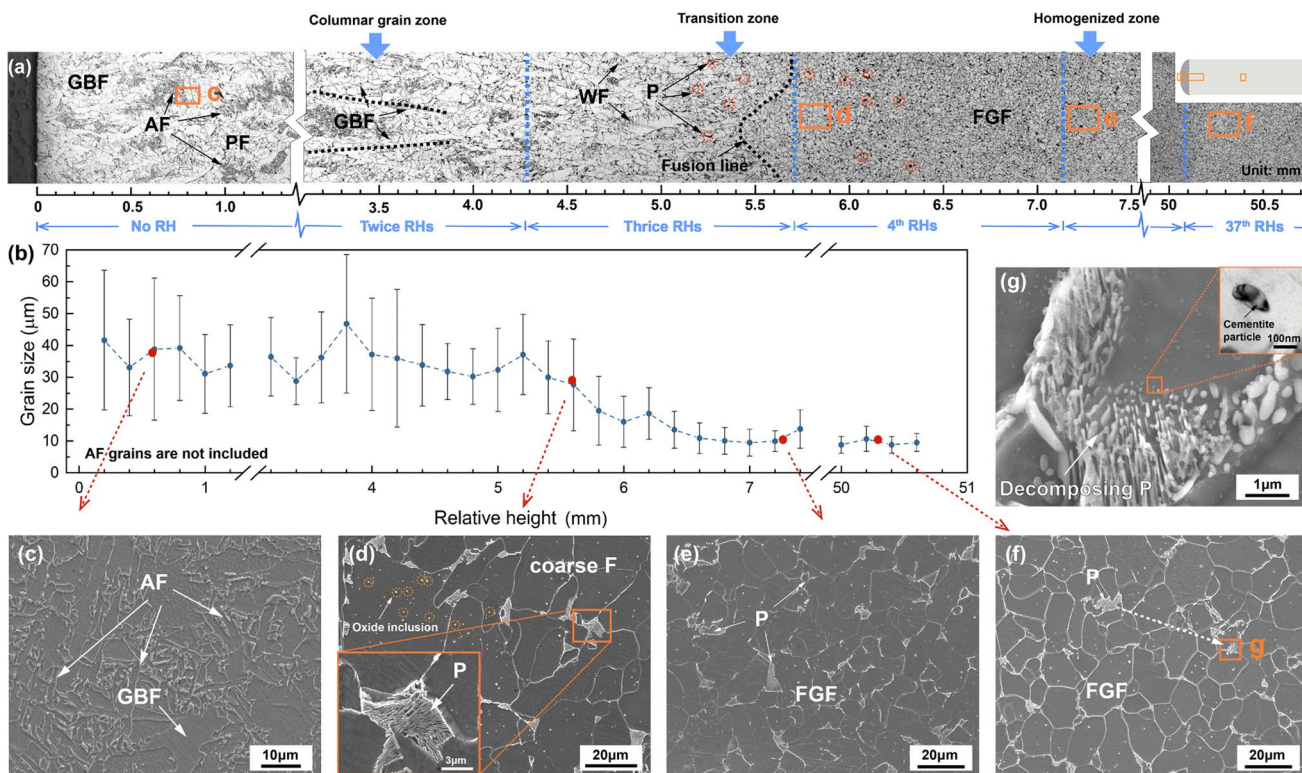 Columnar grain zone
Transition zone
Homogenized zone
(a)
GBF
c
AF
PF
GBF
WF
P
Fusion line
d
FGF
e
f
Unit: mm
0 0.5 1.0 3.5 4.0 4.5 5.0 5.5 6.0 6.5 7.0 7.5 50 50.5
No RH
Twice RHs
Thrice RHs
4th RHs
37th RHs
(b)
70
60
50
40
30
20
10
0
Grain size (μm)
AF grains are not included
0 1 4 5 6 7 50 51
Relative height (mm)
(g)
Cementite
particle
100nm
Decomposing P
1μm
(c)
AF
GBF
10μm
(d)
coarse F
Oxide inclusion
P
3μm
20μm
(e)
P
FGF
20μm
(f)
P
g
FGF
20μm